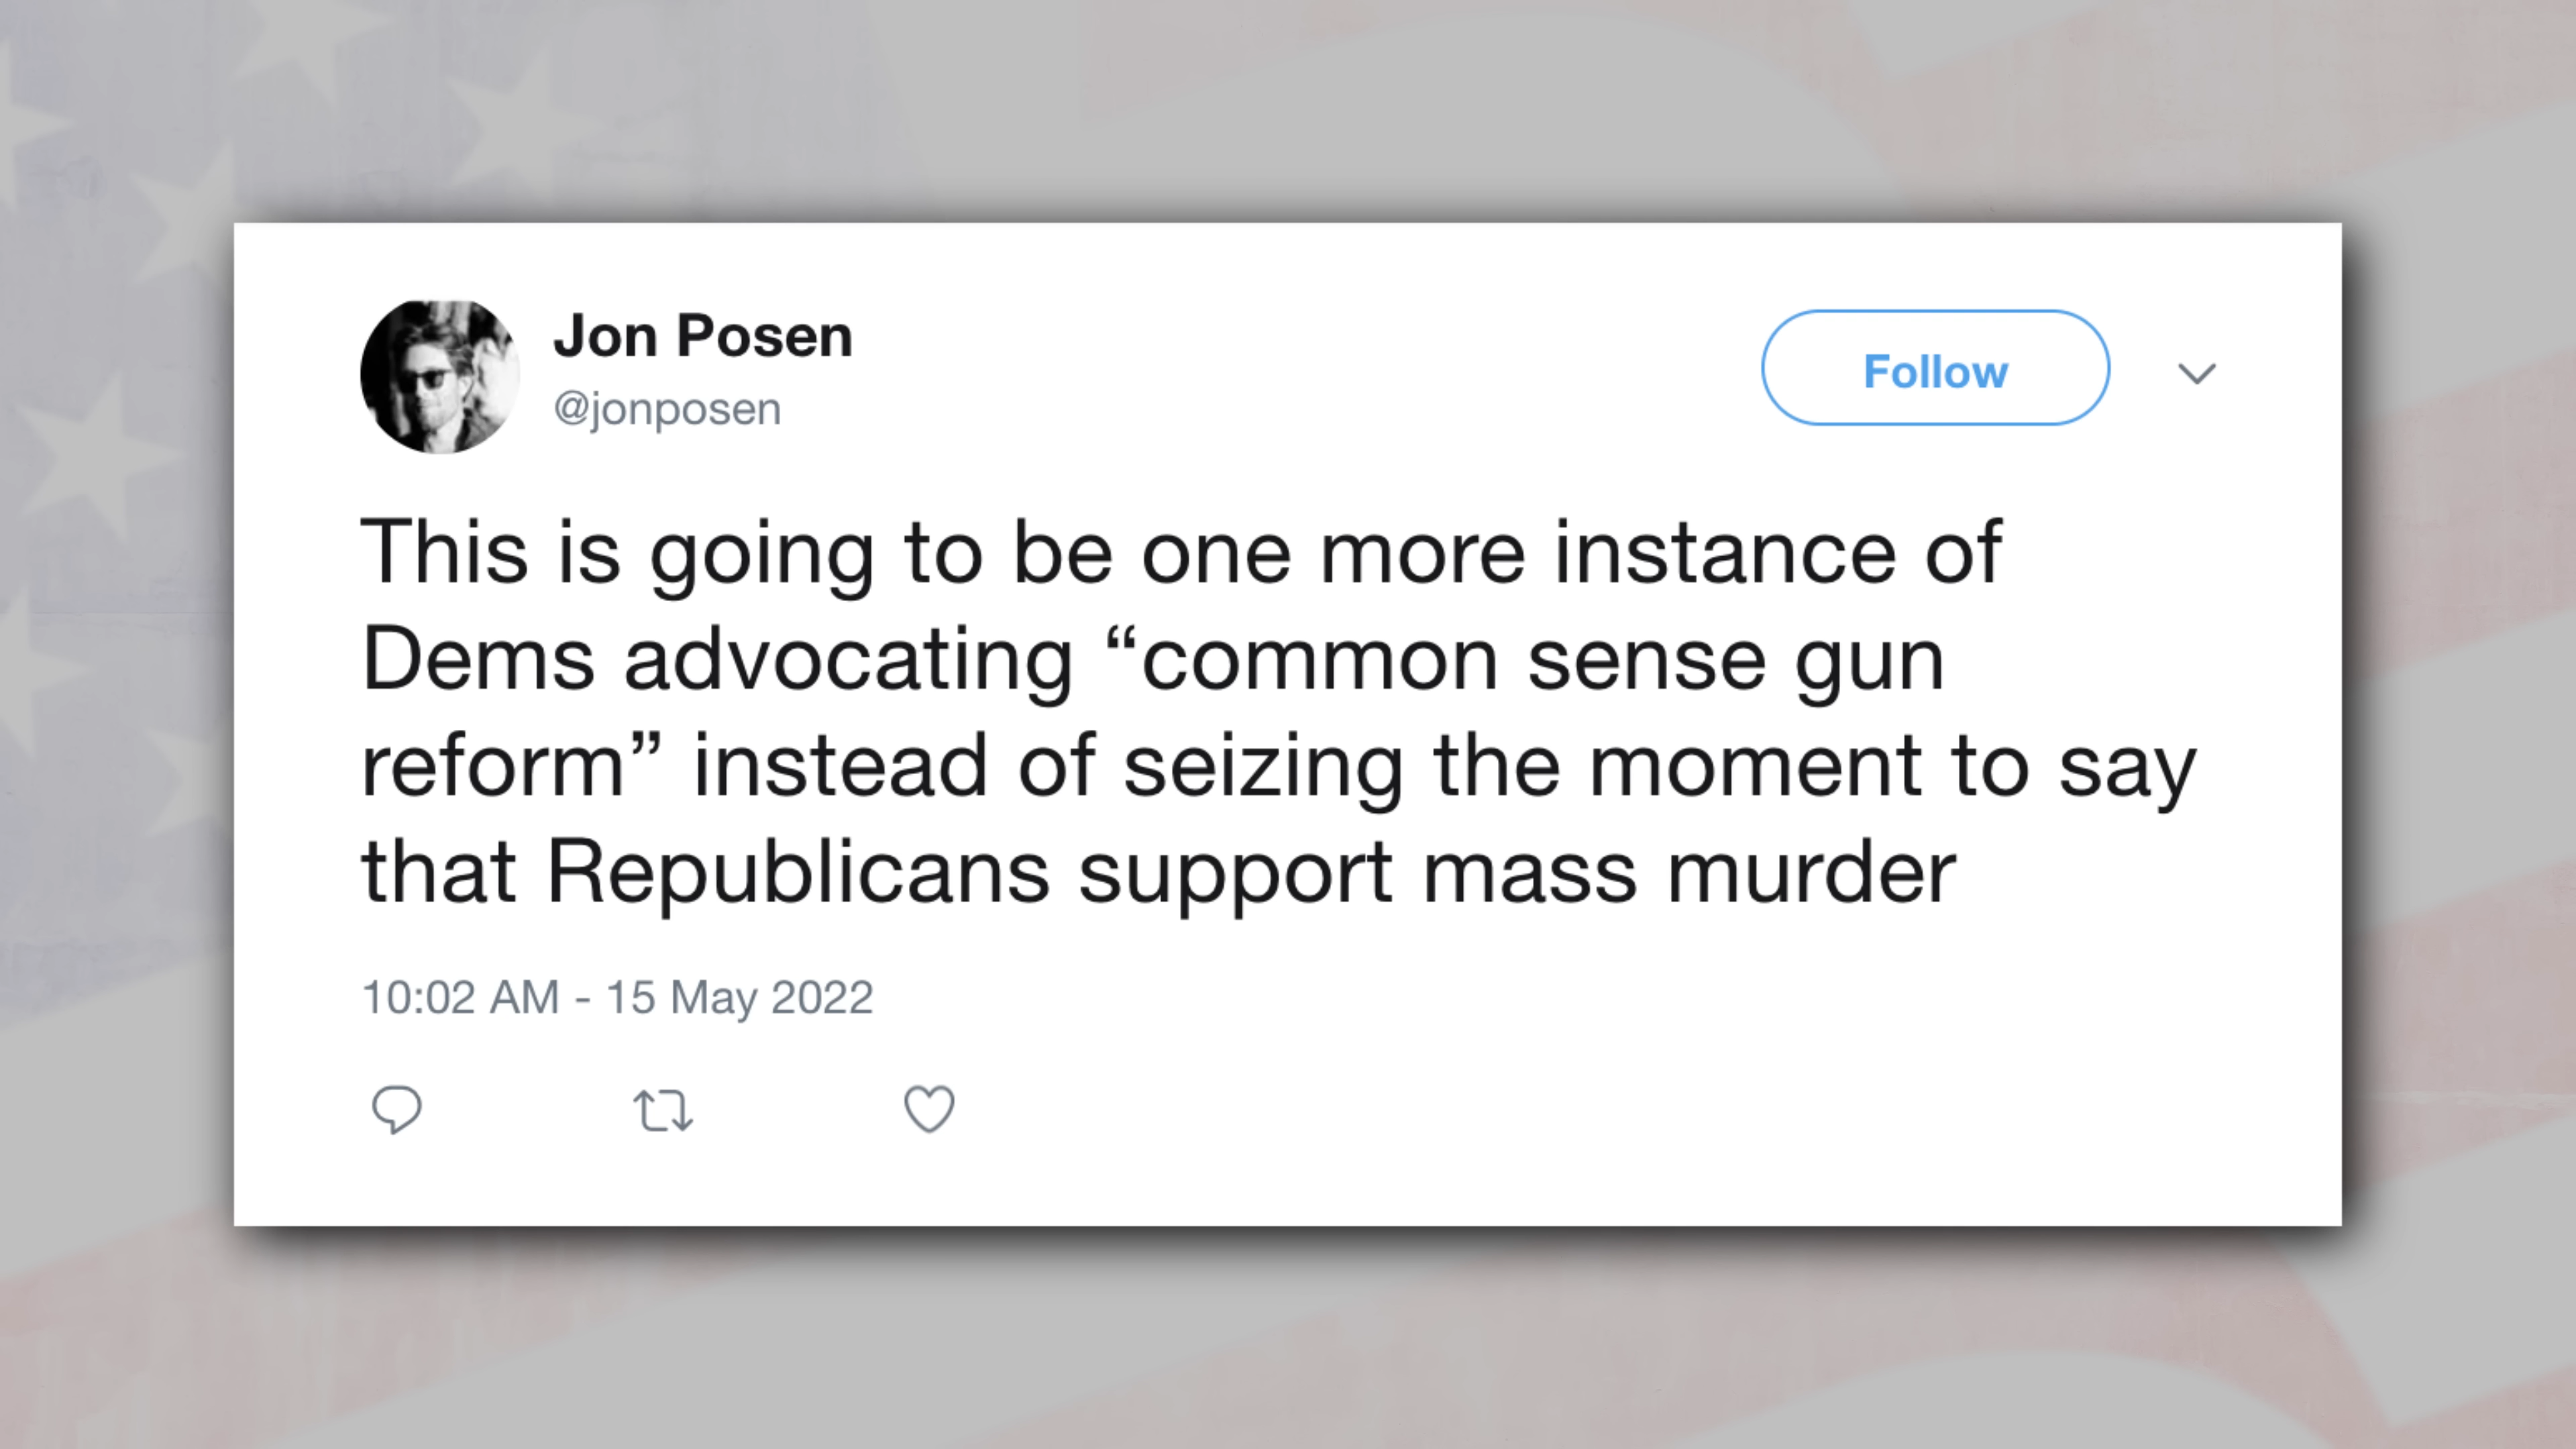 Jon Posen
@jonposen
Follow
This is going to be one more instance of
Dems advocating “common sense gun
reform” instead of seizing the moment to say
that Republicans support mass murder
10:02 AM - 15 May 2022